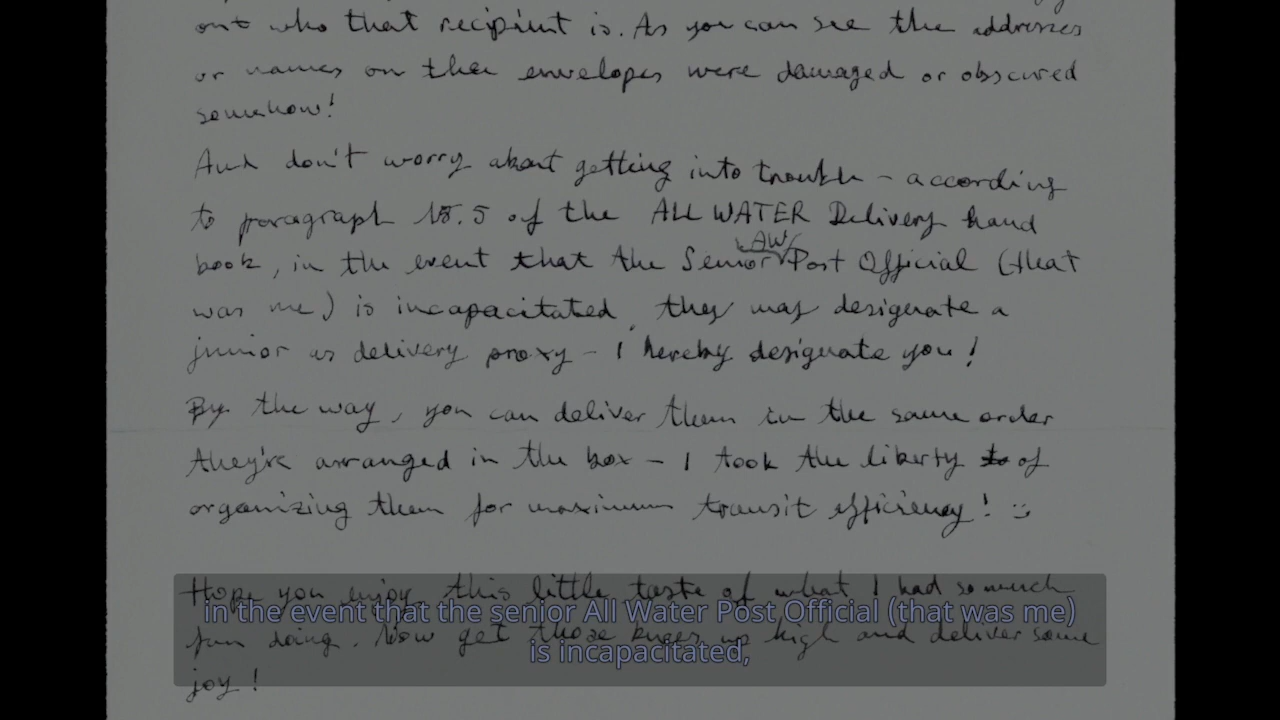 out who that recipient is. As you can see the addresses
or names on the envelopes were damaged or obscured
somehow!
And don't worry about getting into trouble - according
to paragraph 18.5 of the ALL WATER Delivery hand
book, in the event that the Senior AW Post Official (that
was me) is incapacitated, they may designate a
junior as delivery proxy - I hereby designate you!
By the way, you can deliver them in the same order
they're arranged in the box - I took the liberty to of
organizing them for maximum transit efficiency! :)
Hope you enjoy this little taste of what I had so much
fun doing. Now get those knees up high and deliver some
joy!
in the event that the senior All Water Post Official (that was me)
is incapacitated,